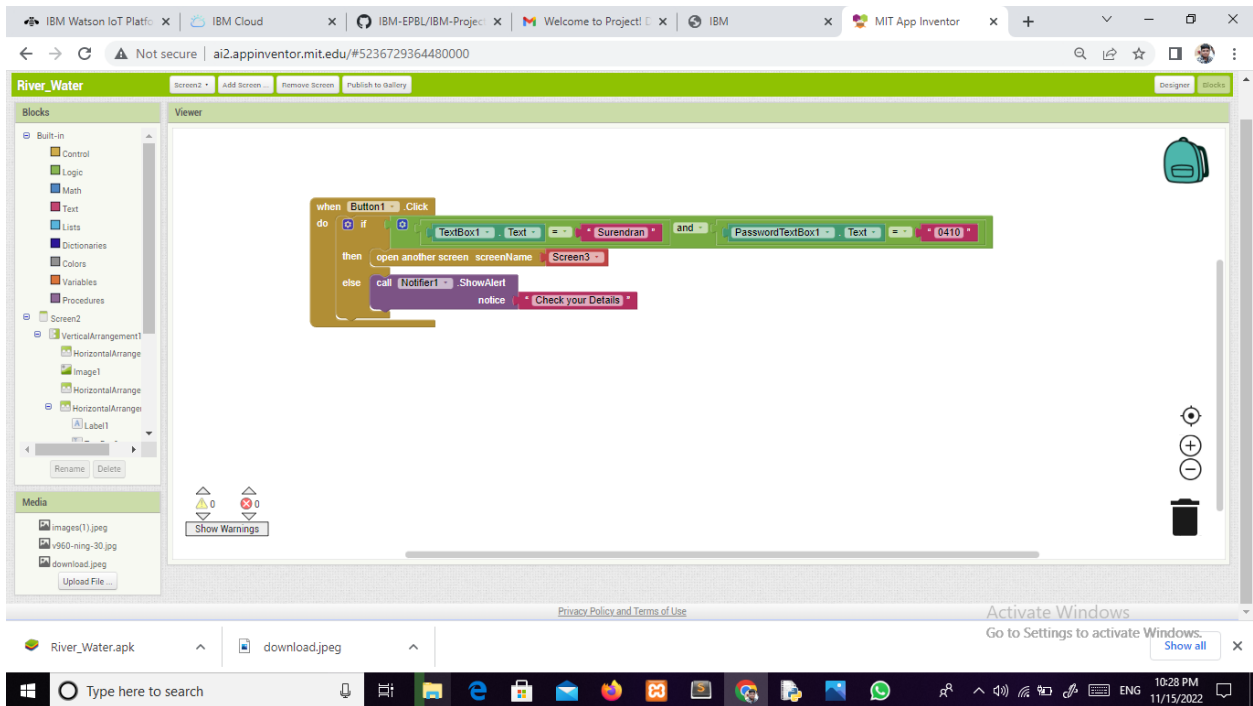 IBM Watson IoT Platfo
IBM Cloud
IBM-EPBL/IBM-Project
Welcome to Project! D
IBM
MIT App Inventor
Not secure | ai2.appinventor.mit.edu/#5236729364480000
River_Water
Screen2
Add Screen ...
Remove Screen
Publish to Gallery
Designer
Blocks
Blocks
Viewer
Built-in
Control
Logic
Math
Text
Lists
Dictionaries
Colors
Variables
Procedures
Screen2
VerticalArrangement1
HorizontalArrange
Image1
HorizontalArrange
HorizontalArranger
Label1
Rename
Delete
Media
images(1).jpeg
v960-ning-30.jpg
download.jpeg
Upload File ...
when Button1 .Click
do if TextBox1 . Text = " Surendran " and PasswordTextBox1 . Text = " 0410 "
then open another screen screenName Screen3
else call Notifier1 .ShowAlert
notice " Check your Details "
0 0
Show Warnings
Privacy Policy and Terms of Use
Activate Windows
Go to Settings to activate Windows.
River_Water.apk
download.jpeg
Show all
Type here to search
ENG
10:28 PM
11/15/2022